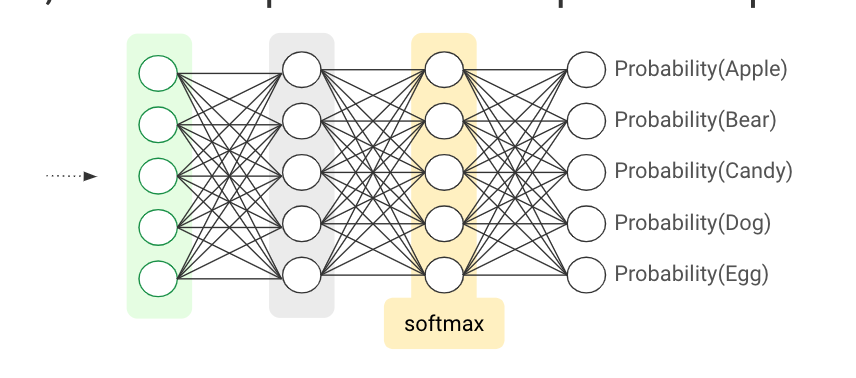 Probability(Apple)
Probability(Bear)
Probability(Candy)
Probability(Dog)
Probability(Egg)
softmax